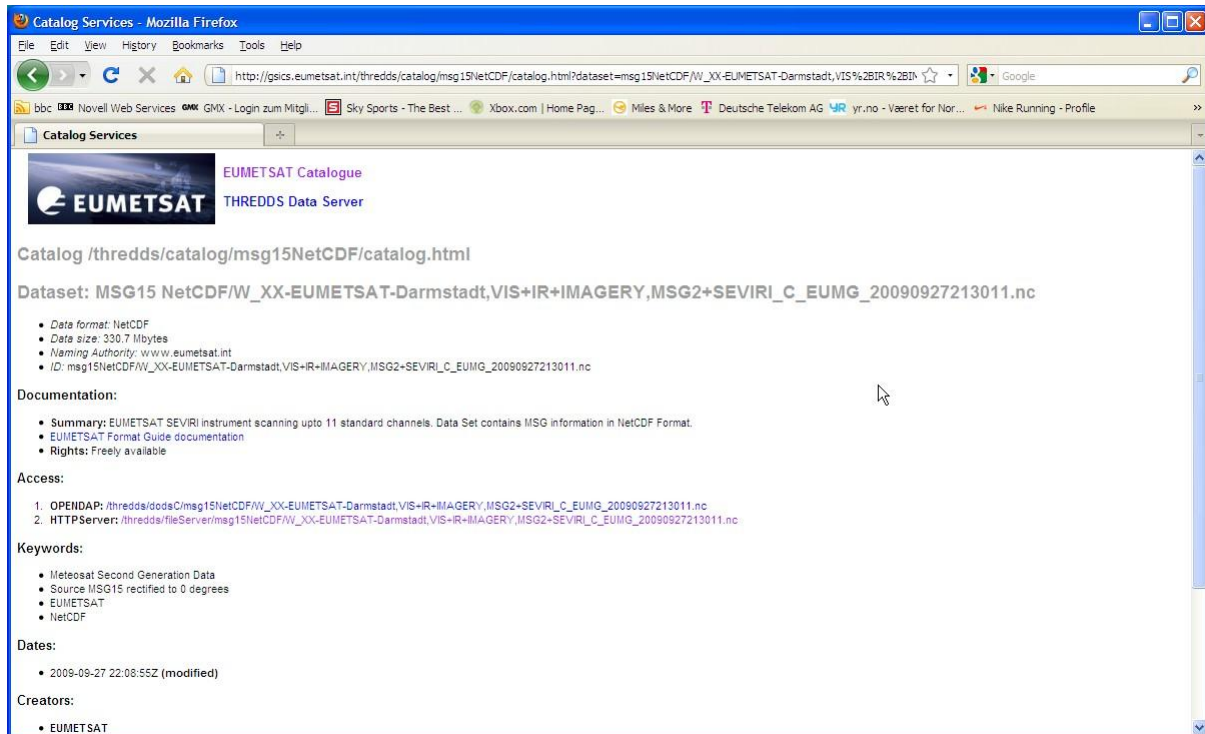 Catalog Services - Mozilla Firefox
File Edit View History Bookmarks Tools Help
http://gsics.eumetsat.int/thredds/catalog/msg15NetCDF/catalog.html?dataset=msg15NetCDF/W_XX-EUMETSAT-Darmstadt,VIS%2BIR%2BIN Google
bbc Novell Web Services GMX GMX - Login zum Mitgli... Sky Sports - The Best ... Xbox.com | Home Pag... Miles & More Deutsche Telekom AG yr.no - Været for Nor... Nike Running - Profile »
Catalog Services
EUMETSAT
EUMETSAT Catalogue
THREDDS Data Server
Catalog /thredds/catalog/msg15NetCDF/catalog.html
Dataset: MSG15 NetCDF/W_XX-EUMETSAT-Darmstadt,VIS+IR+IMAGERY,MSG2+SEVIRI_C_EUMG_20090927213011.nc
• Data format: NetCDF
• Data size: 330.7 Mbytes
• Naming Authority: www.eumetsat.int
• ID: msg15NetCDF/W_XX-EUMETSAT-Darmstadt,VIS+IR+IMAGERY,MSG2+SEVIRI_C_EUMG_20090927213011.nc
Documentation:
• Summary: EUMETSAT SEVIRI instrument scanning upto 11 standard channels. Data Set contains MSG information in NetCDF Format.
• EUMETSAT Format Guide documentation
• Rights: Freely available
Access:
1. OPENDAP: /thredds/dodsC/msg15NetCDF/W_XX-EUMETSAT-Darmstadt,VIS+IR+IMAGERY,MSG2+SEVIRI_C_EUMG_20090927213011.nc
2. HTTPServer: /thredds/fileServer/msg15NetCDF/W_XX-EUMETSAT-Darmstadt,VIS+IR+IMAGERY,MSG2+SEVIRI_C_EUMG_20090927213011.nc
Keywords:
• Meteosat Second Generation Data
• Source MSG15 rectified to 0 degrees
• EUMETSAT
• NetCDF
Dates:
• 2009-09-27 22:08:55Z (modified)
Creators:
• EUMETSAT